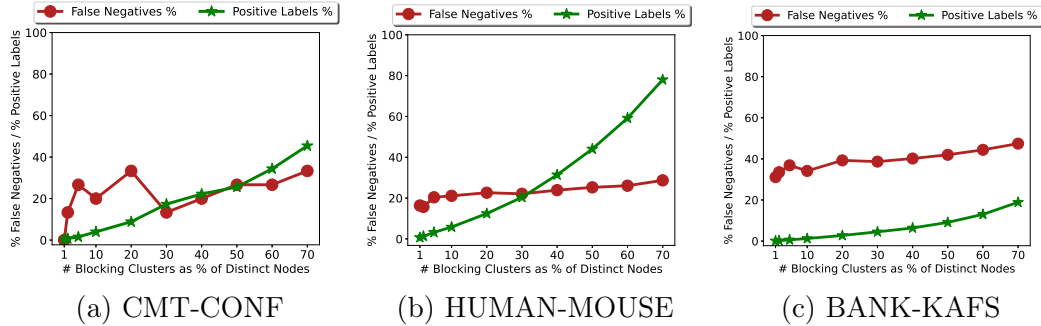 False Negatives % Positive Labels %
100
80
60
40
20
0
% False Negatives / % Positive Labels
1 10 20 30 40 50 60 70
# Blocking Clusters as % of Distinct Nodes
(a) CMT-CONF
False Negatives % Positive Labels %
100
80
60
40
20
0
% False Negatives / % Positive Labels
1 10 20 30 40 50 60 70
# Blocking Clusters as % of Distinct Nodes
(b) HUMAN-MOUSE
False Negatives % Positive Labels %
100
80
60
40
20
0
% False Negatives / % Positive Labels
1 10 20 30 40 50 60 70
# Blocking Clusters as % of Distinct Nodes
(c) BANK-KAFS